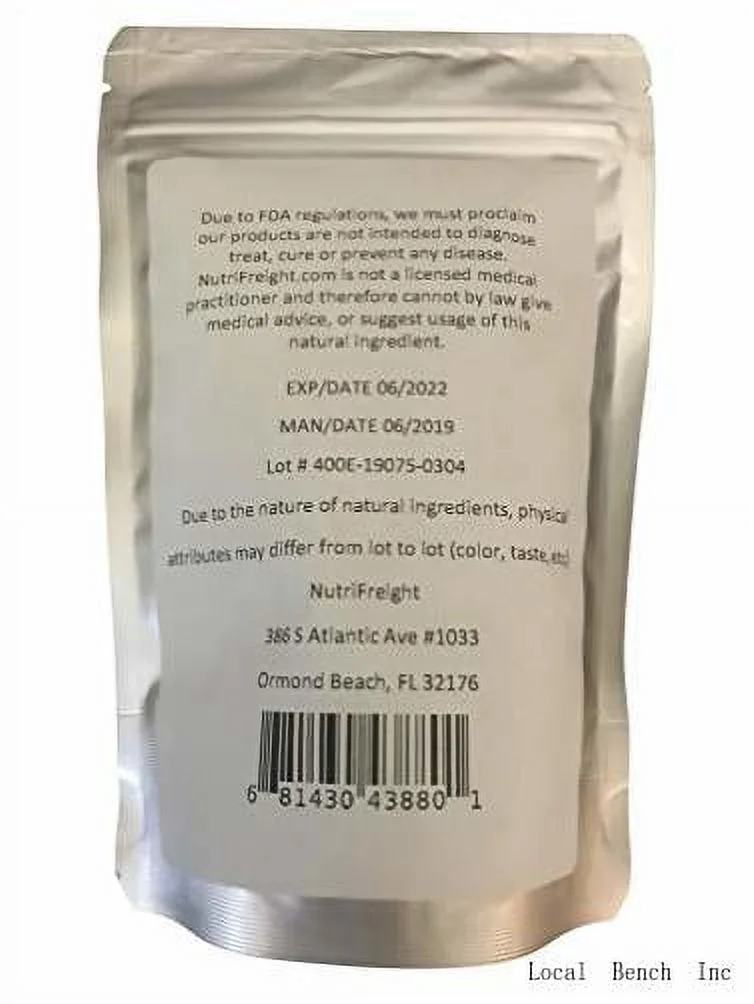 Due to FDA regulations, we must proclaim
our products are not intended to diagnose
treat, cure or prevent any disease.
NutriFreight.com is not a licensed medical
practitioner and therefore cannot by law give
medical advice, or suggest usage of this
natural ingredient.
EXP/DATE 06/2022
MAN/DATE 06/2019
Lot # 400E-19075-0304
Due to the nature of natural ingredients, physical
attributes may differ from lot to lot (color, taste, etc)
NutriFreight
386 S Atlantic Ave #1033
Ormond Beach, FL 32176
6 81430 43880 1
Local Bench Inc